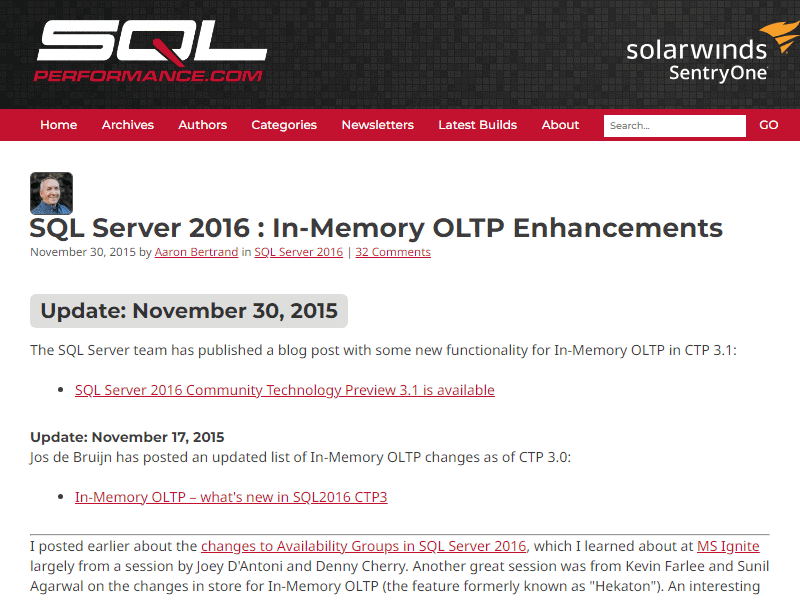 SQL
PERFORMANCE.COM
solarwinds
SentryOne
Home Archives Authors Categories Newsletters Latest Builds About Search... GO
SQL Server 2016 : In-Memory OLTP Enhancements
November 30, 2015 by Aaron Bertrand in SQL Server 2016 | 32 Comments
Update: November 30, 2015
The SQL Server team has published a blog post with some new functionality for In-Memory OLTP in CTP 3.1:
• SQL Server 2016 Community Technology Preview 3.1 is available
Update: November 17, 2015
Jos de Bruijn has posted an updated list of In-Memory OLTP changes as of CTP 3.0:
• In-Memory OLTP – what's new in SQL2016 CTP3
I posted earlier about the changes to Availability Groups in SQL Server 2016, which I learned about at MS Ignite
largely from a session by Joey D'Antoni and Denny Cherry. Another great session was from Kevin Farlee and Sunil
Agarwal on the changes in store for In-Memory OLTP (the feature formerly known as "Hekaton"). An interesting